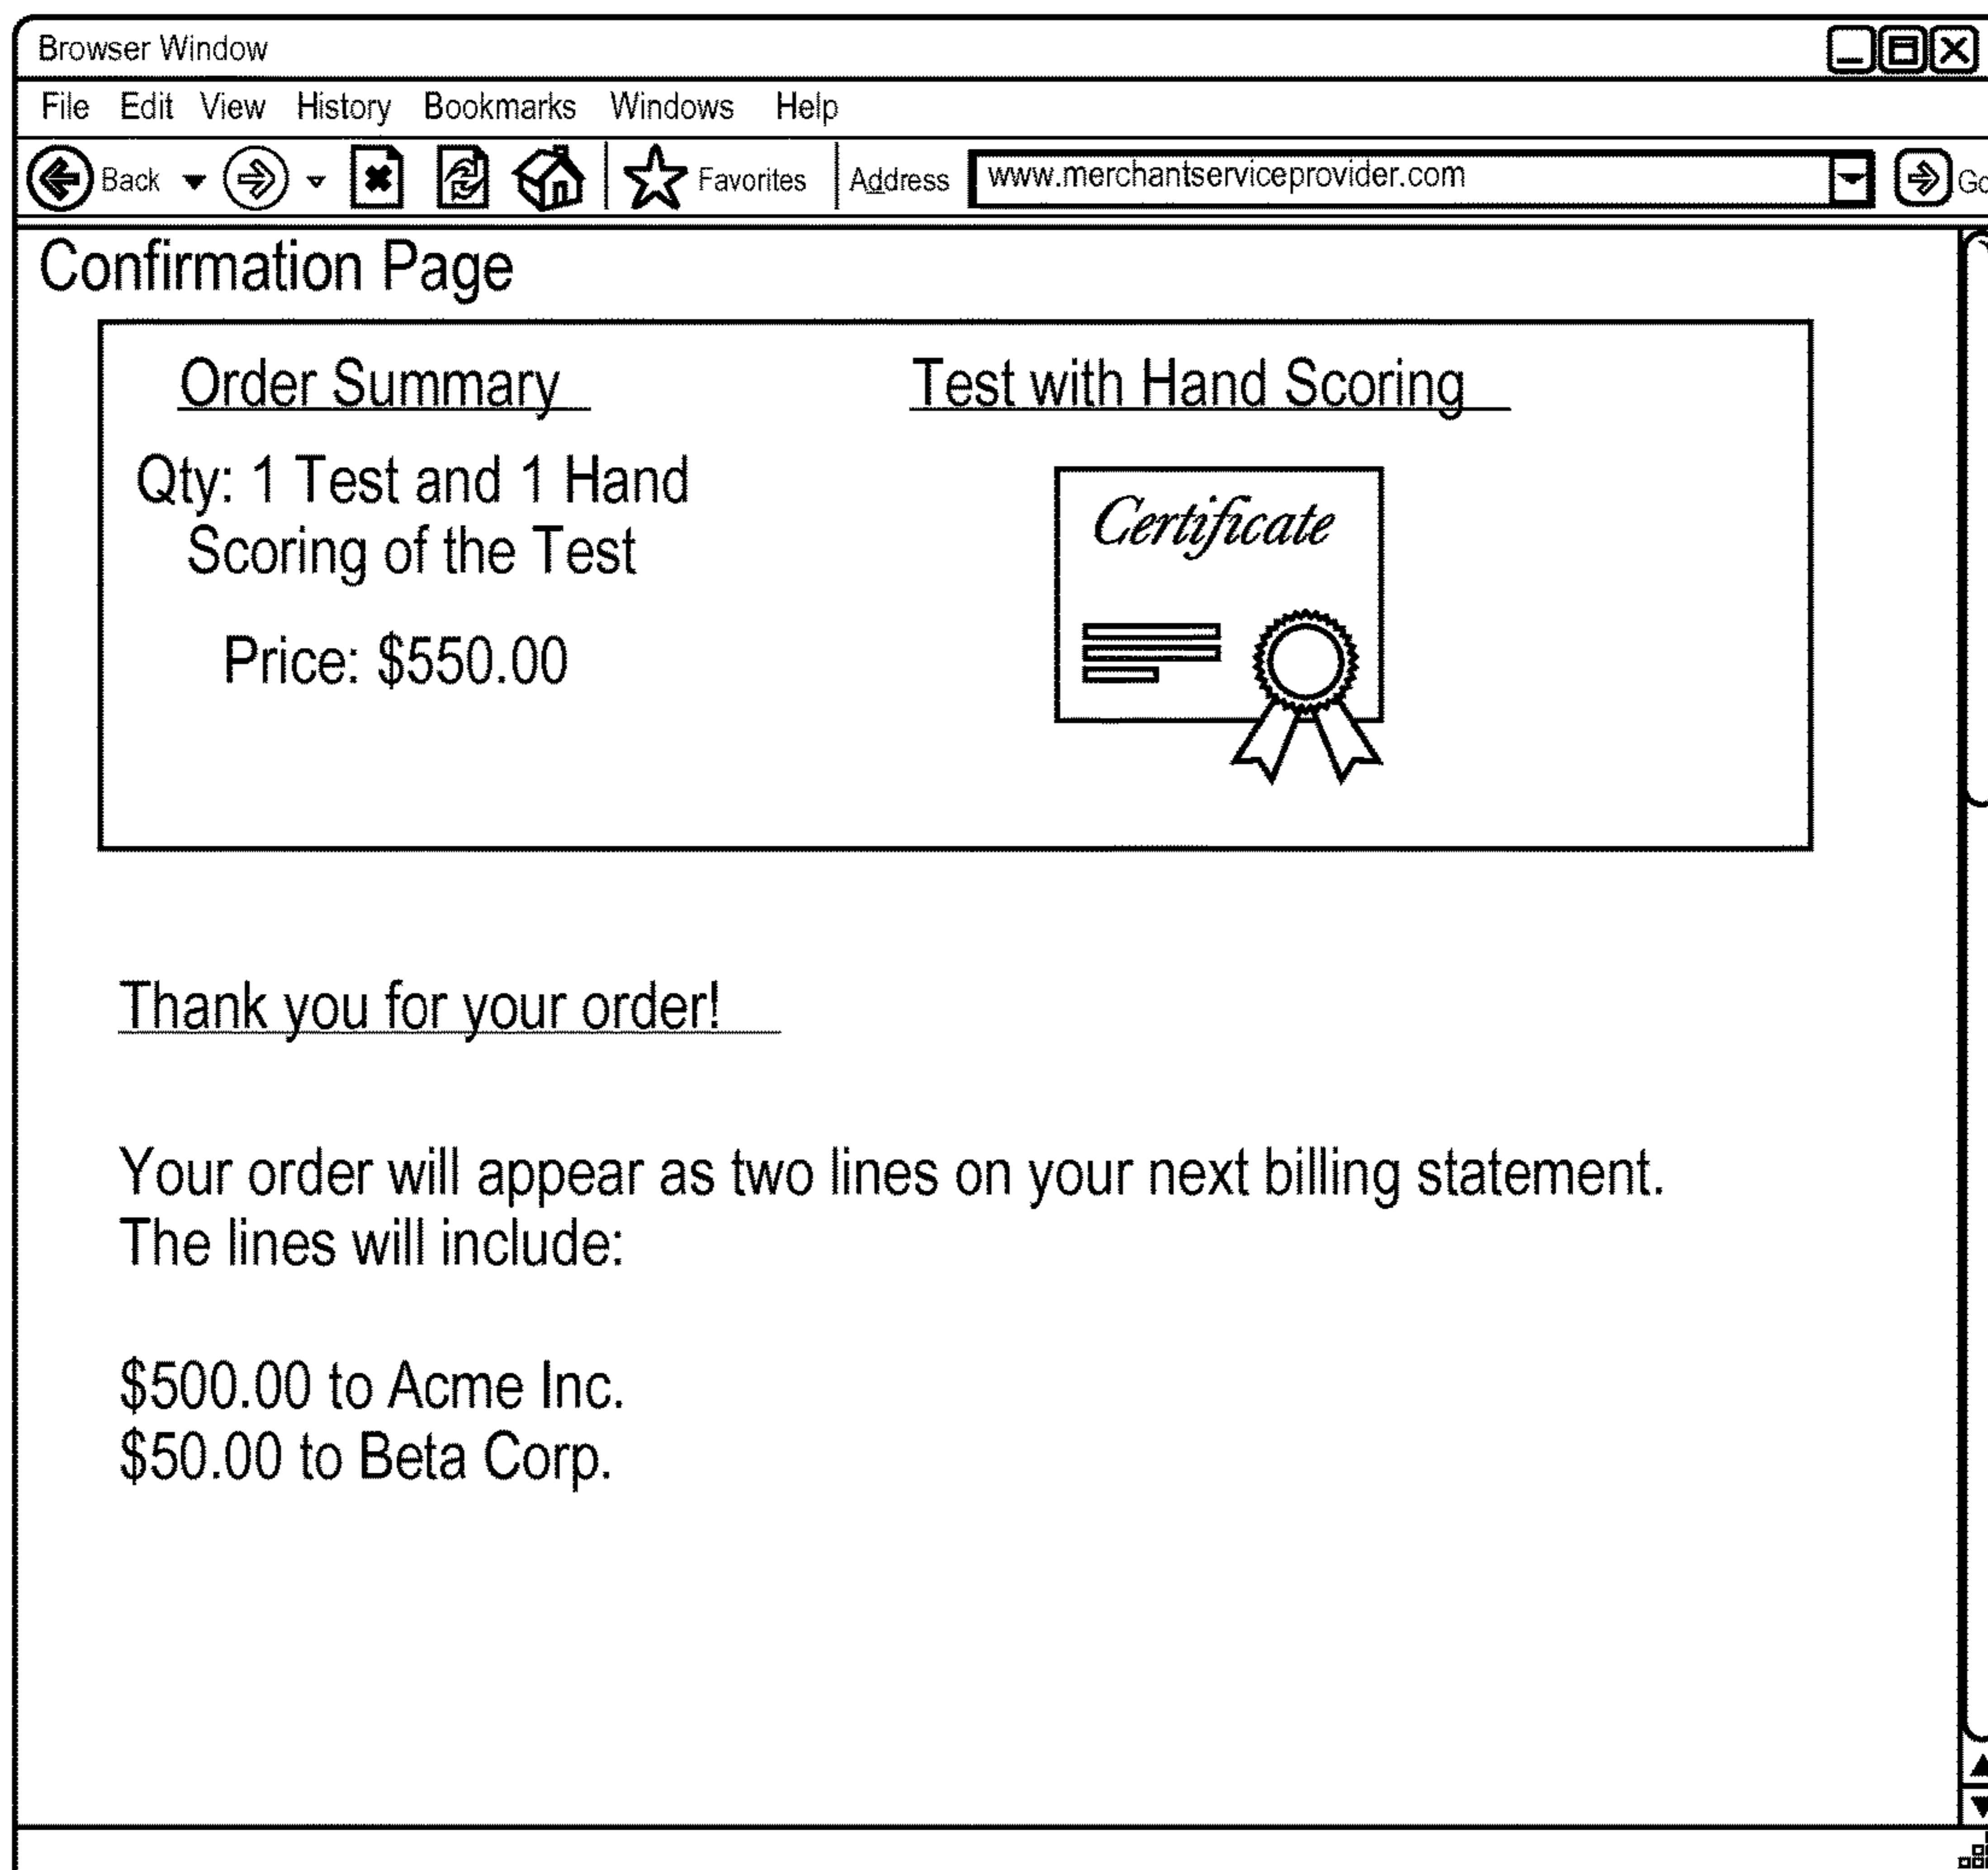 Browser Window
File Edit View History Bookmarks Windows Help
Back Favorites Address www.merchantserviceprovider.com Go
Confirmation Page
Order Summary
Qty: 1 Test and 1 Hand
Scoring of the Test
Price: $550.00
Test with Hand Scoring
Certificate
Thank you for your order!
Your order will appear as two lines on your next billing statement.
The lines will include:
$500.00 to Acme Inc.
$50.00 to Beta Corp.